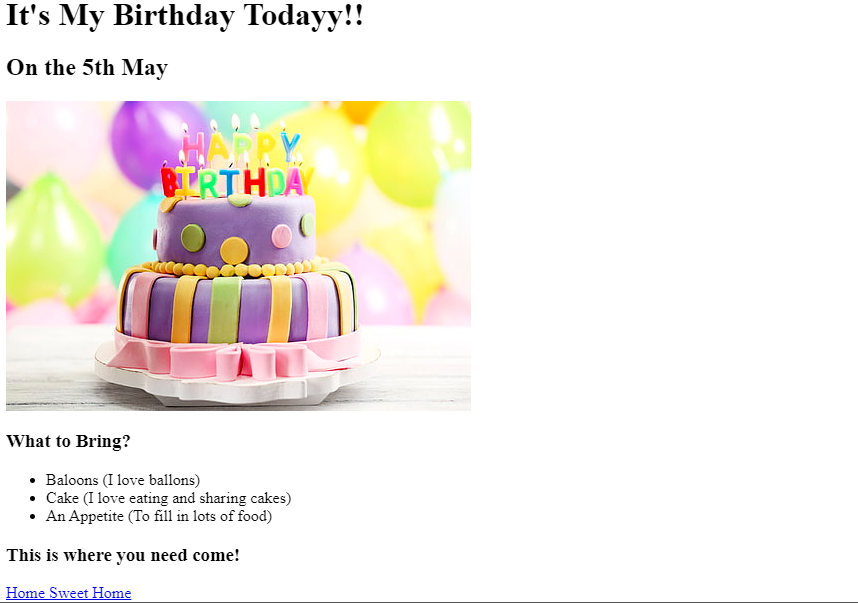 It's My Birthday Todayy!!
On the 5th May
HAPPY
BIRTHDAY
What to Bring?
Baloons (I love ballons)
Cake (I love eating and sharing cakes)
An Appetite (To fill in lots of food)
This is where you need come!
Home Sweet Home